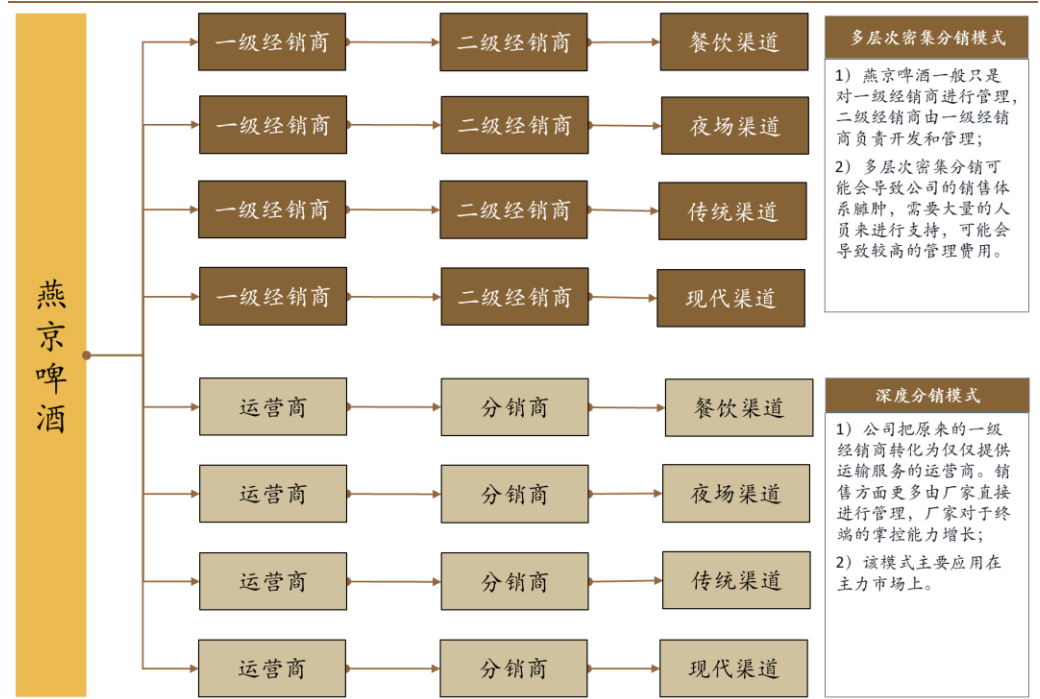 燕京啤酒
一级经销商
二级经销商
餐饮渠道
一级经销商
二级经销商
夜场渠道
一级经销商
二级经销商
传统渠道
一级经销商
二级经销商
现代渠道
运营商
分销商
餐饮渠道
运营商
分销商
夜场渠道
运营商
分销商
传统渠道
运营商
分销商
现代渠道
多层次密集分销模式
1）燕京啤酒一般只是
对一级经销商进行管理，
二级经销商由一级经销
商负责开发和管理；
2）多层次密集分销可
能会导致公司的销售体
系臃肿，需要大量的人
员来进行支持，可能会
导致较高的管理费用。
深度分销模式
1）公司把原来的一级
经销商转化为仅仅提供
运输服务的运营商。销
售方面更多由厂家直接
进行管理，厂家对于终
端的掌控能力增长；
2）该模式主要应用在
主力市场上。